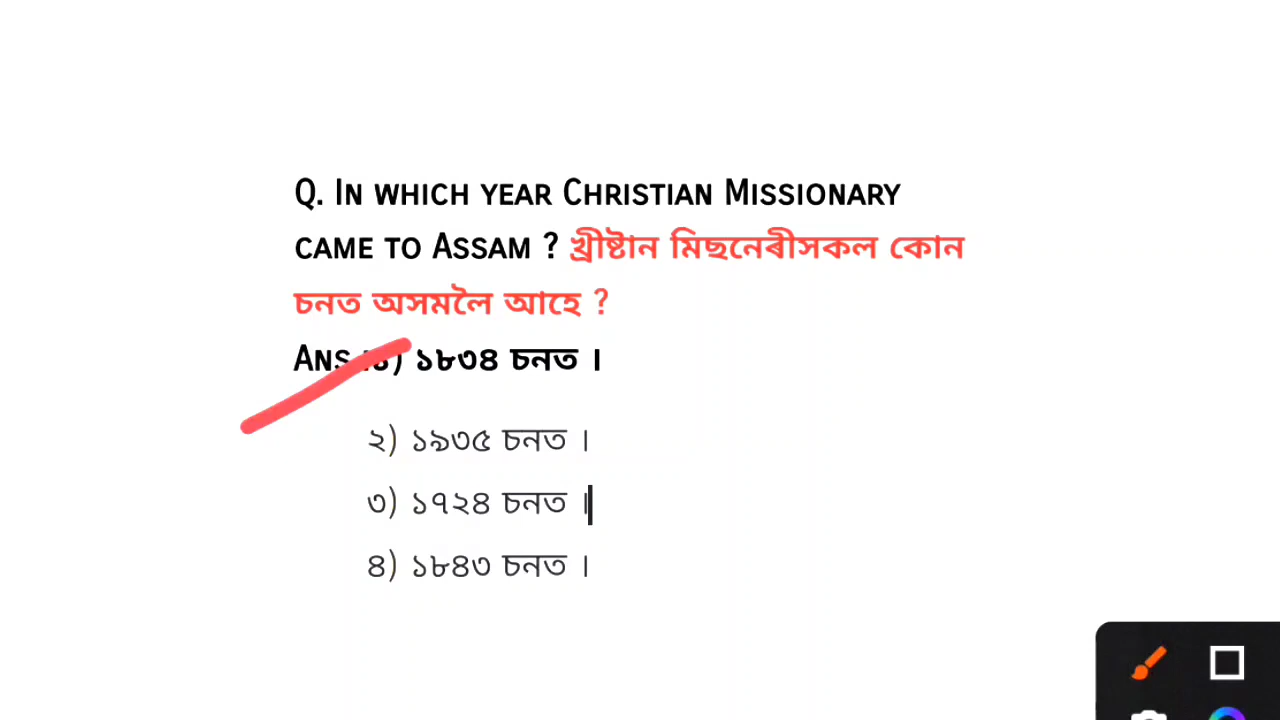 Q. In which year Christian Missionary
came to Assam ? খ্ৰীষ্টান মিছনেৰীসকল কোন
চনত অসমলৈ আহে ?
Ans ১৮৩৪ চনত ।
২) ১৯৩৫ চনত ।
৩) ১৭২৪ চনত ।
৪) ১৮৪৩ চনত ।